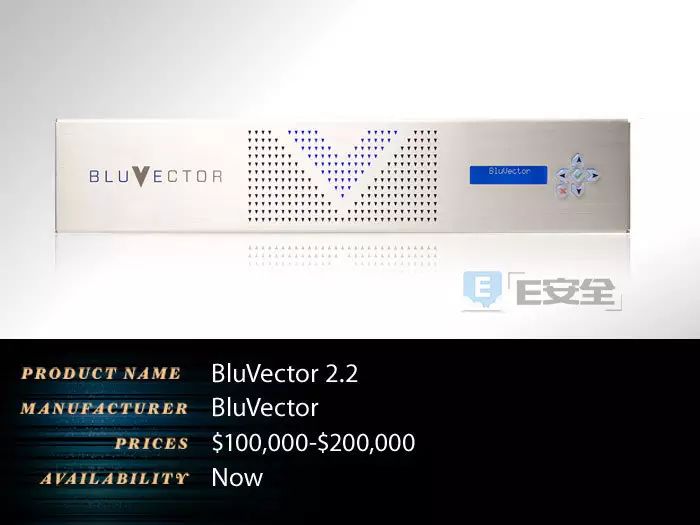 BLUVECTOR
BluVector
E E安全
PRODUCT NAME BluVector 2.2
MANUFACTURER BluVector
PRICES $100,000-$200,000
AVAILABILITY Now